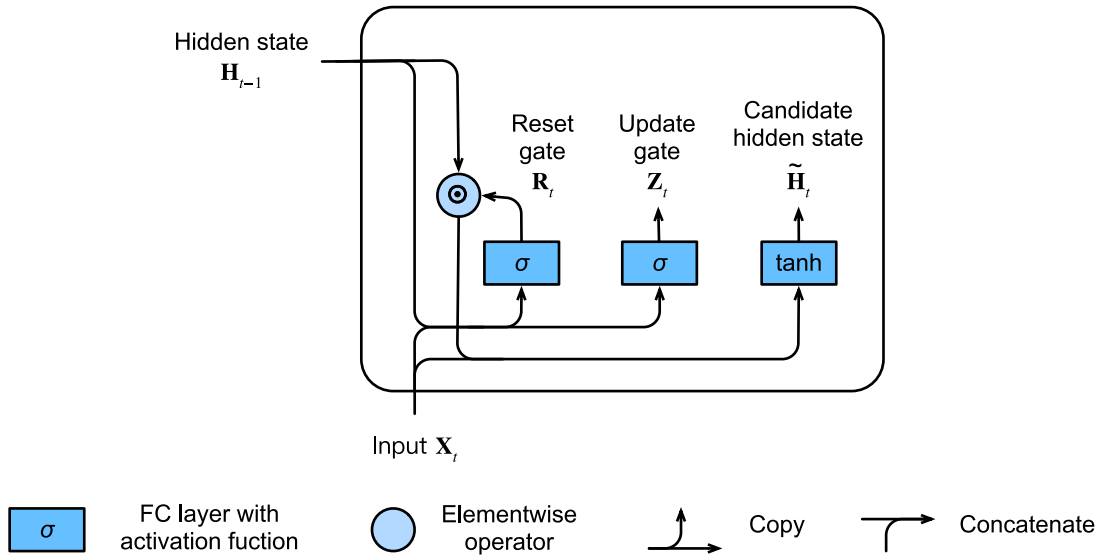 Hidden state
H_{t−1}
Reset
gate
R_t
Update
gate
Z_t
Candidate
hidden state
H̃_t
σ
σ
tanh
Input X_t
σ
FC layer with
activation fuction
Elementwise
operator
Copy
Concatenate